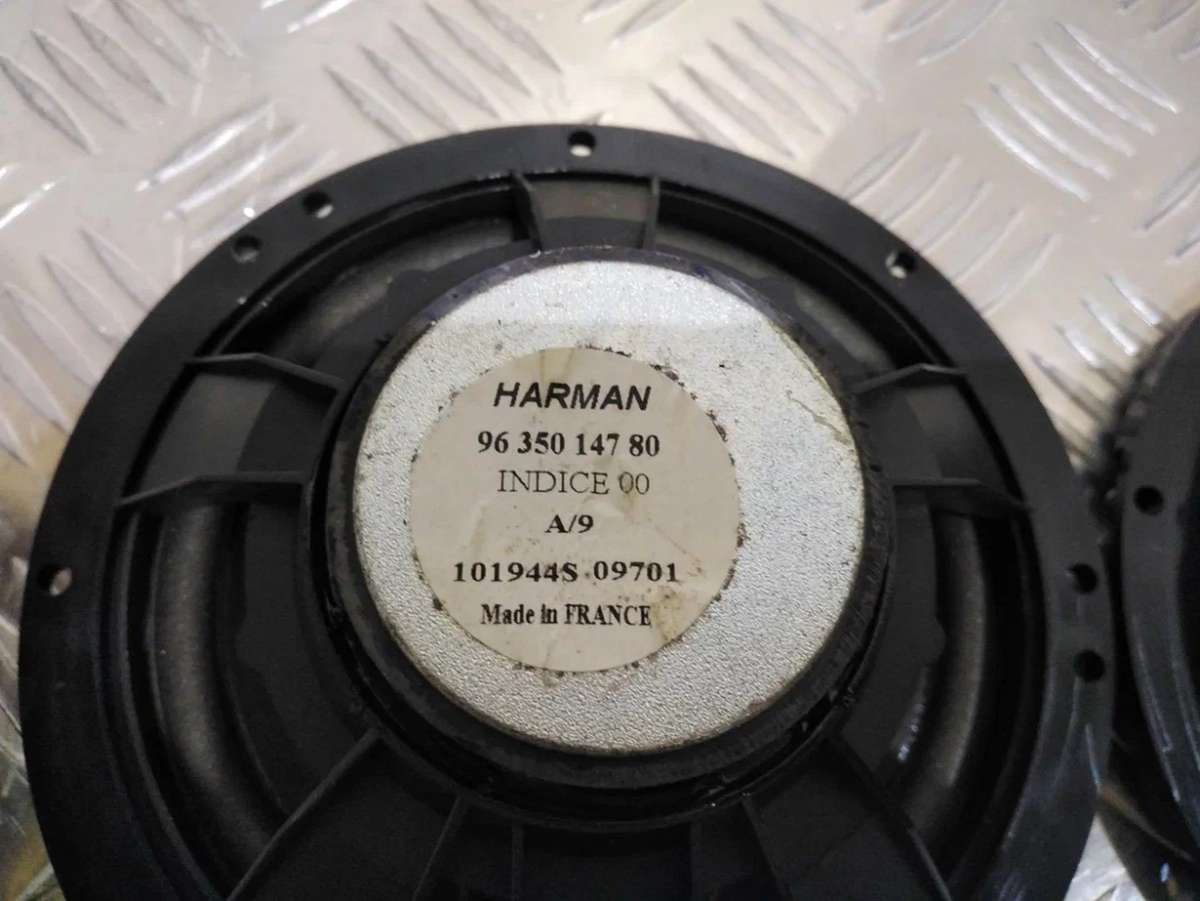 HARMAN
96 350 147 80
INDICE 00
A/9
101944S 09701
Made in FRANCE